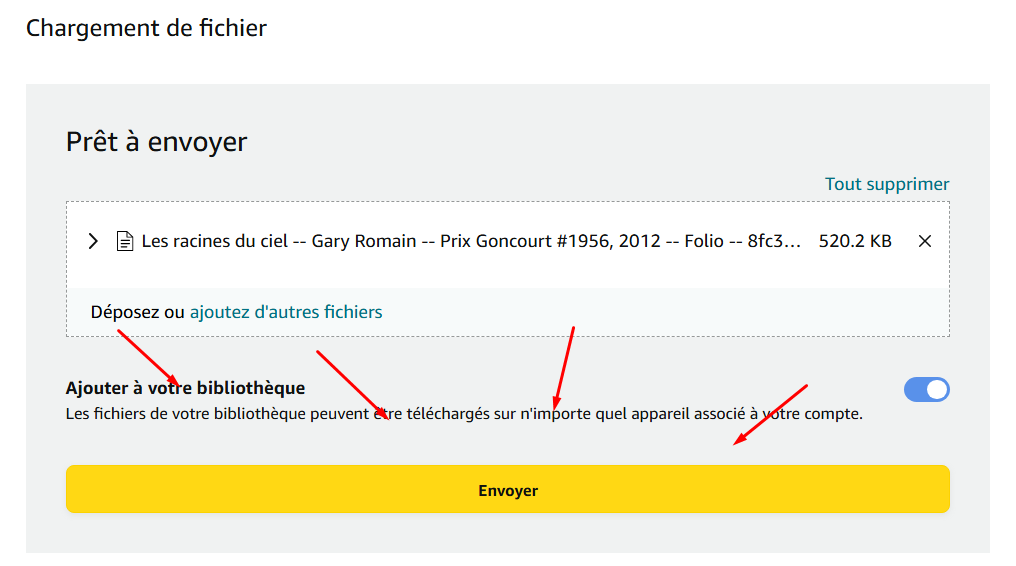 Chargement de fichier
Prêt à envoyer
Tout supprimer
Les racines du ciel -- Gary Romain -- Prix Goncourt #1956, 2012 -- Folio -- 8fc3... 520.2 KB
Déposez ou ajoutez d'autres fichiers
Ajouter à votre bibliothèque
Les fichiers de votre bibliothèque peuvent être téléchargés sur n'importe quel appareil associé à votre compte.
Envoyer